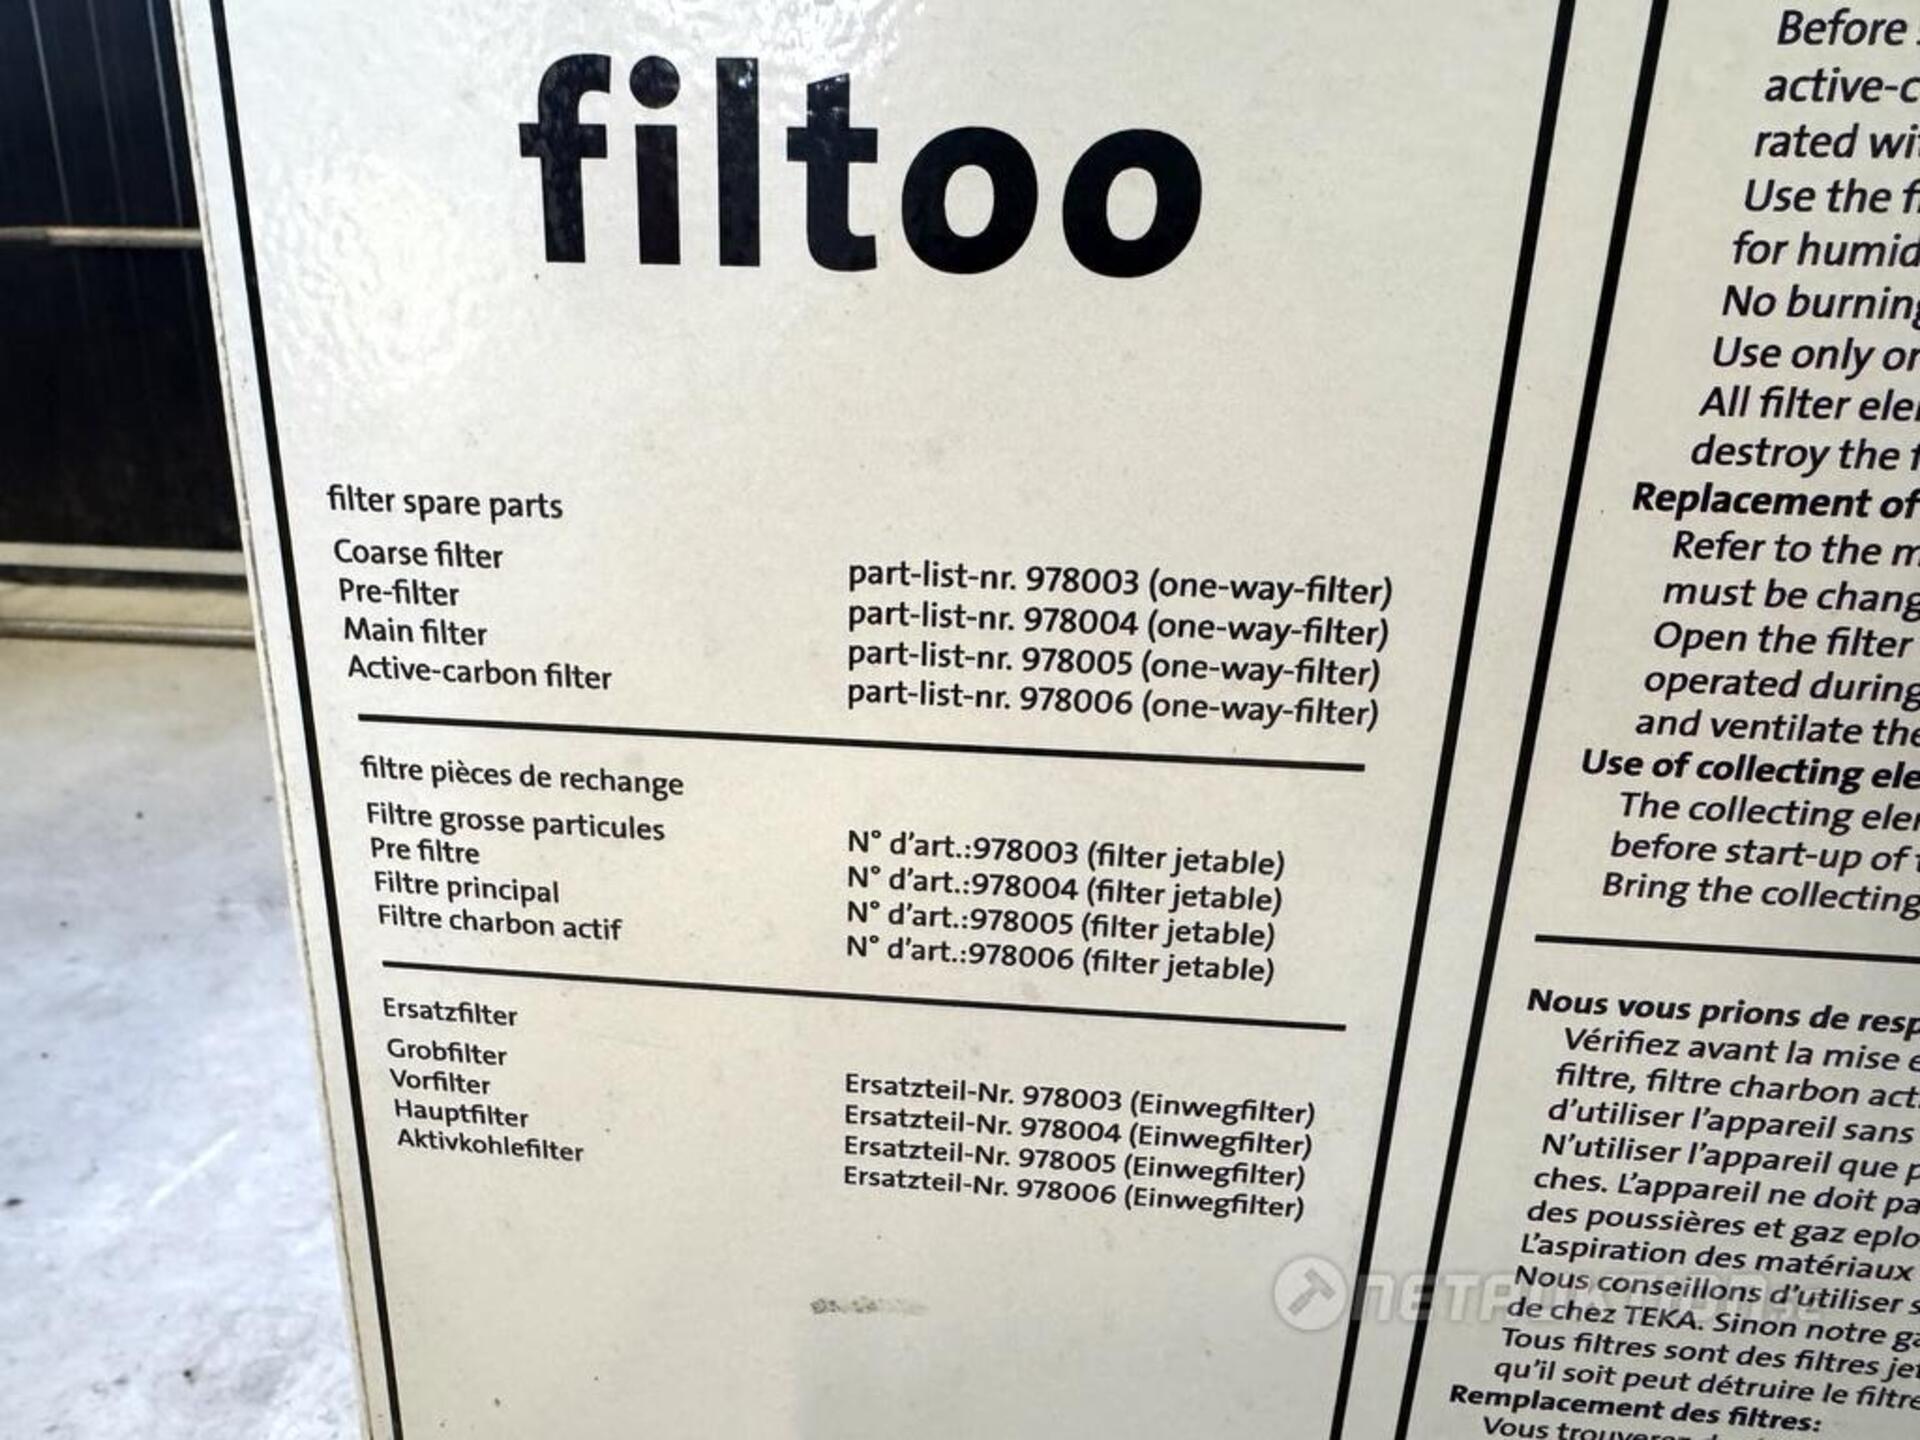 filtoo
filter spare parts
Coarse filter part-list-nr. 978003 (one-way-filter)
Pre-filter part-list-nr. 978004 (one-way-filter)
Main filter part-list-nr. 978005 (one-way-filter)
Active-carbon filter part-list-nr. 978006 (one-way-filter)
filtre pièces de rechange
Filtre grosse particules N° d'art.:978003 (filter jetable)
Pre filtre N° d'art.:978004 (filter jetable)
Filtre principal N° d'art.:978005 (filter jetable)
Filtre charbon actif N° d'art.:978006 (filter jetable)
Ersatzfilter
Grobfilter Ersatzteil-Nr. 978003 (Einwegfilter)
Vorfilter Ersatzteil-Nr. 978004 (Einwegfilter)
Hauptfilter Ersatzteil-Nr. 978005 (Einwegfilter)
Aktivkohlefilter Ersatzteil-Nr. 978006 (Einwegfilter)
Before
active-c
rated wit
Use the f
for humid
No burning
Use only or
All filter ele
destroy the f
Replacement of
Refer to the m
must be chang
Open the filter
operated during
and ventilate the
Use of collecting ele
The collecting ele
before start-up of
Bring the collecting
Nous vous prions de resp
Vérifiez avant la mise e
filtre, filtre charbon act
d'utiliser l'appareil sans
N'utiliser l'appareil que p
ches. L'appareil ne doit pa
des poussières et gaz eplo
L'aspiration des matériaux
Nous conseillons d'utiliser s
de chez TEKA. Sinon notre ga
Tous filtres sont des filtres jet
qu'il soit peut détruire le filtre
Remplacement des filtres:
Vous trouverez